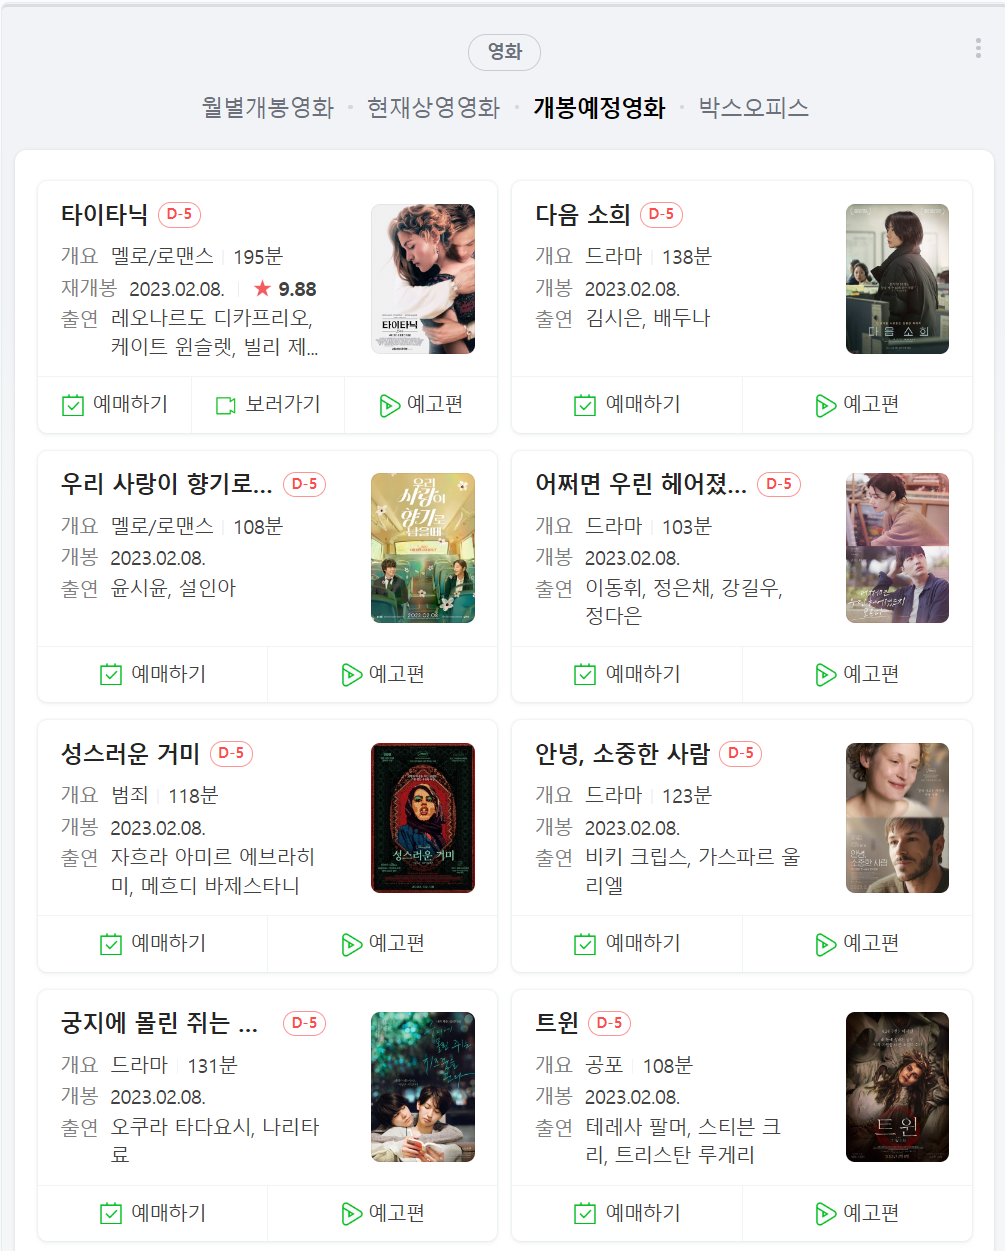 영화
월별개봉영화 · 현재상영영화 · 개봉예정영화 · 박스오피스
타이타닉 D-5
개요 멜로/로맨스 195분
재개봉 2023.02.08. ★ 9.88
출연 레오나르도 디카프리오,
케이트 윈슬렛, 빌리 제...
타이타닉
예매하기 보러가기 예고편
다음 소희 D-5
개요 드라마 138분
개봉 2023.02.08.
출연 김시은, 배두나
다음 소희
예매하기 예고편
우리 사랑이 향기로... D-5
개요 멜로/로맨스 108분
개봉 2023.02.08.
출연 윤시윤, 설인아
우리
사랑이
향기로
남을때
2023.02.08
예매하기 예고편
어쩌면 우린 헤어졌... D-5
개요 드라마 103분
개봉 2023.02.08.
출연 이동휘, 정은채, 강길우,
정다은
예매하기 예고편
성스러운 거미 D-5
개요 범죄 118분
개봉 2023.02.08.
출연 자흐라 아미르 에브라히
미, 메흐디 바제스타니
성스러운 거미
예매하기 예고편
안녕, 소중한 사람 D-5
개요 드라마 123분
개봉 2023.02.08.
출연 비키 크립스, 가스파르 울
리엘
안녕,
소중한 사람
예매하기 예고편
궁지에 몰린 쥐는 ... D-5
개요 드라마 131분
개봉 2023.02.08.
출연 오쿠라 타다요시, 나리타
료
예매하기 예고편
트윈 D-5
개요 공포 108분
개봉 2023.02.08.
출연 테레사 팔머, 스티븐 크
리, 트리스탄 루게리
트윈
예매하기 예고편